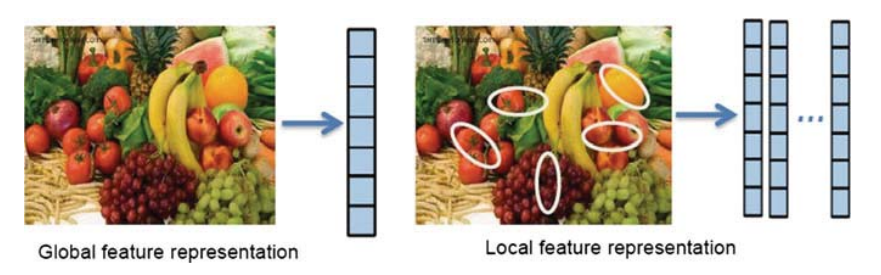 Global feature representation
Local feature representation